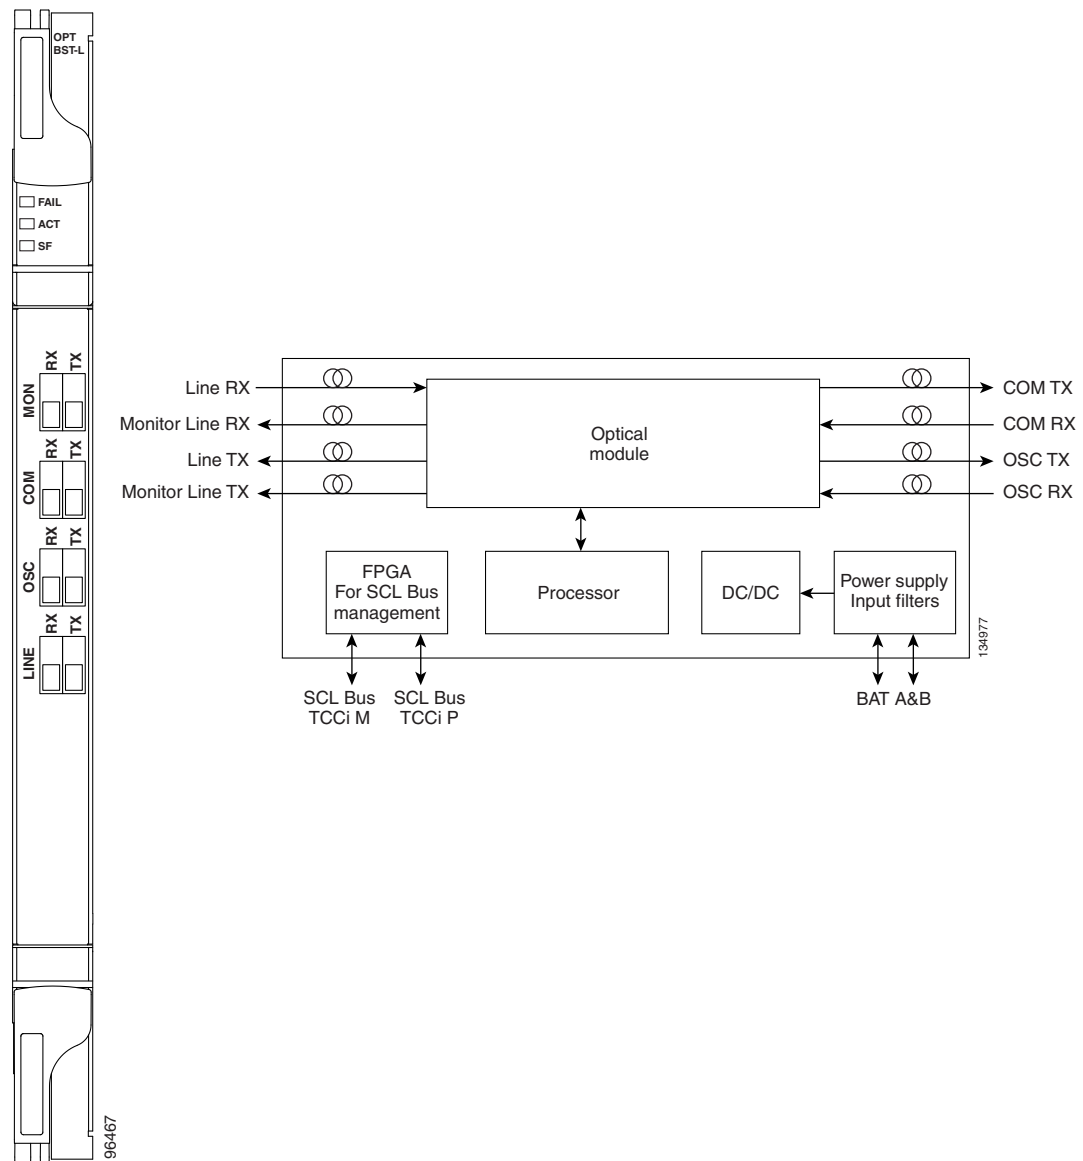 OPT
BST-L
FAIL
ACT
SF
MON
RX
TX
COM
RX
TX
OSC
RX
TX
LINE
RX
TX
96467
Line RX
Monitor Line RX
Line TX
Monitor Line TX
Optical
module
COM TX
COM RX
OSC TX
OSC RX
FPGA
For SCL Bus
management
Processor
DC/DC
Power supply
Input filters
134977
SCL Bus
TCCi M
SCL Bus
TCCi P
BAT A&B